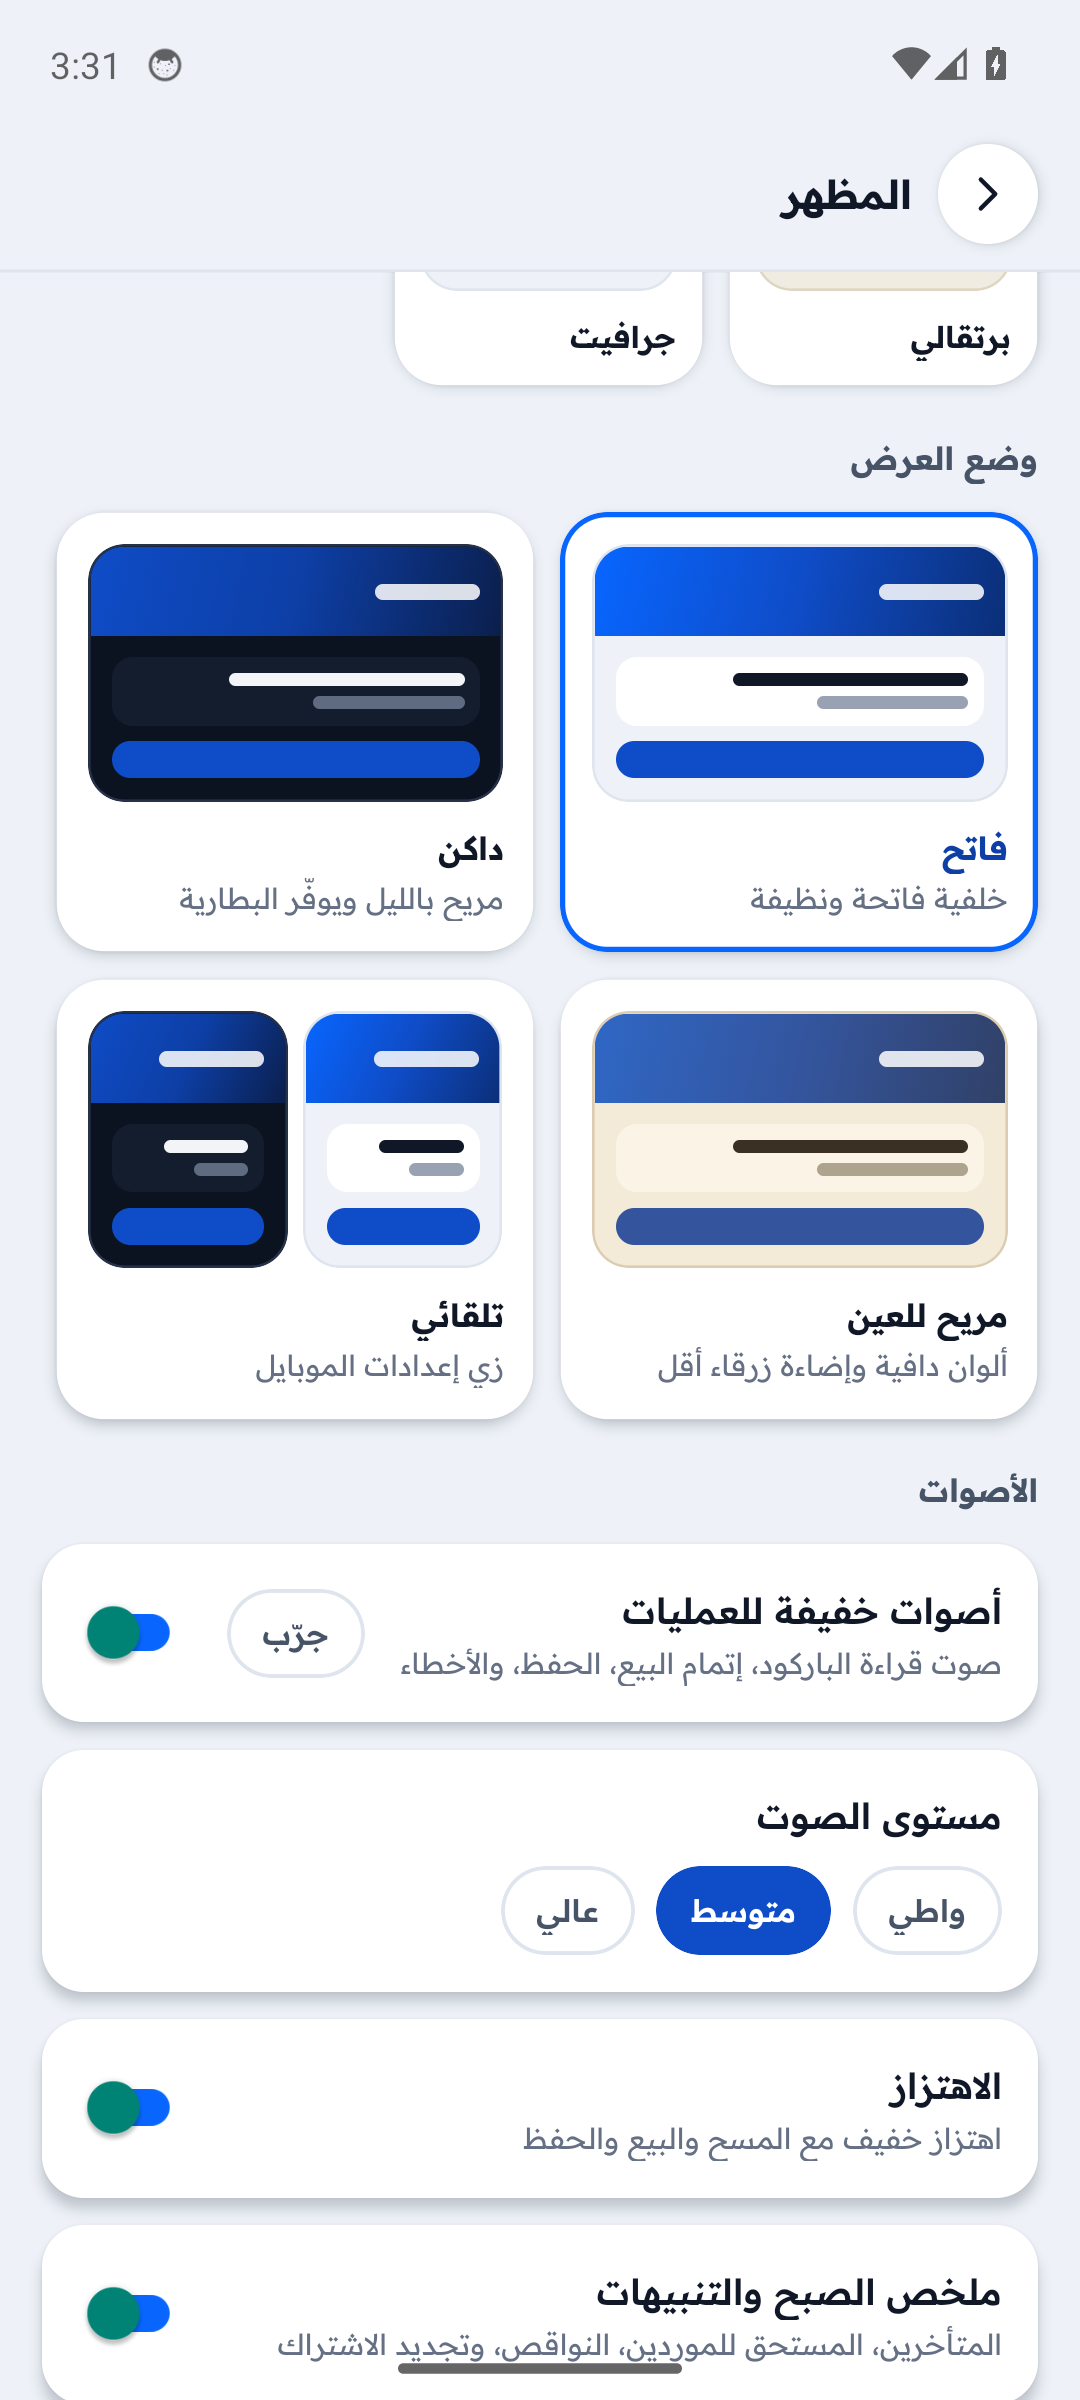 3:31
المظهر
برتقالي
جرافيت
وضع العرض
فاتح
خلفية فاتحة ونظيفة
داكن
مريح بالليل ويوفّر البطارية
مريح للعين
ألوان دافية وإضاءة زرقاء أقل
تلقائي
زي إعدادات الموبايل
الأصوات
أصوات خفيفة للعمليات
صوت قراءة الباركود، إتمام البيع، الحفظ، والأخطاء
جرّب
مستوى الصوت
واطي
متوسط
عالي
الاهتزاز
اهتزاز خفيف مع المسح والبيع والحفظ
ملخص الصبح والتنبيهات
المتأخرين، المستحق للموردين، النواقص، وتجديد الاشتراك